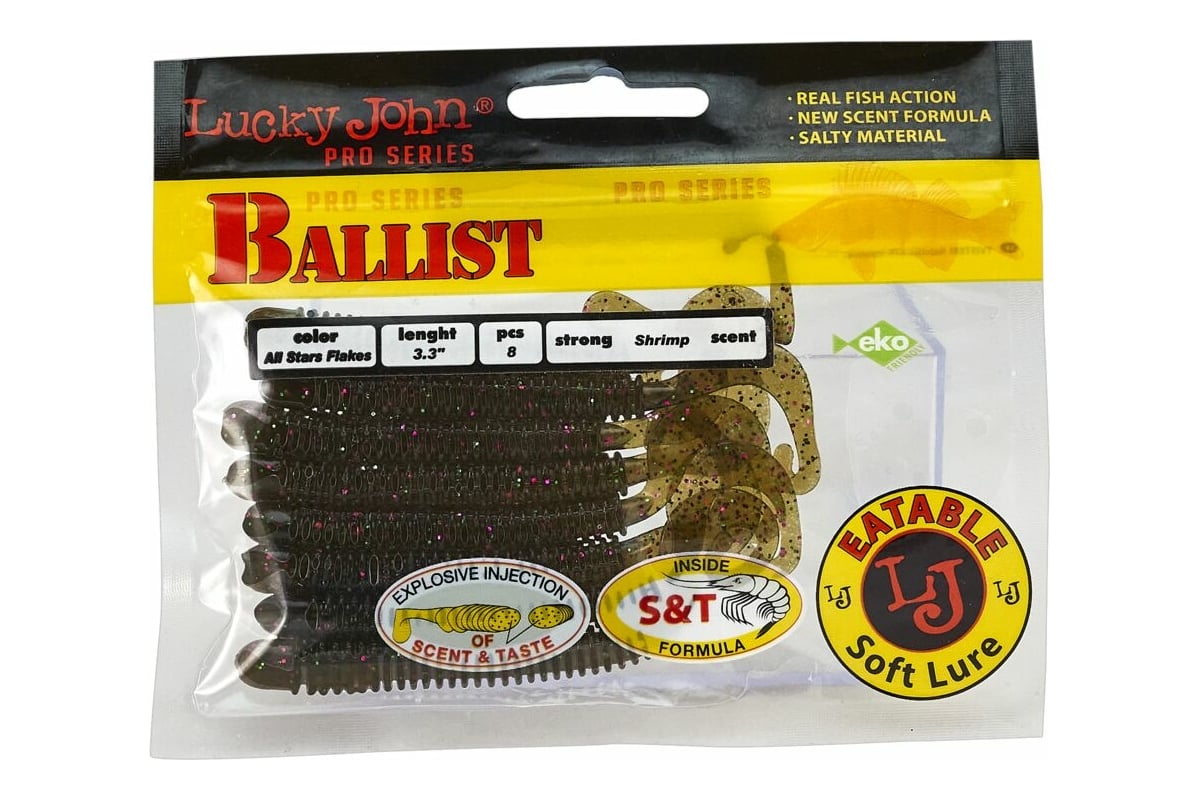 Lucky John®
PRO SERIES
· REAL FISH ACTION
· NEW SCENT FORMULA
· SALTY MATERIAL
PRO SERIES
PRO SERIES
BALLIST
color
All Stars Flakes
lenght
3.3"
pcs
8
strong Shrimp scent
eko
FRIENDLY
EXPLOSIVE INJECTION
OF
SCENT & TASTE
INSIDE
S&T
FORMULA
EATABLE
LJ
LJ
LJ
Soft Lure